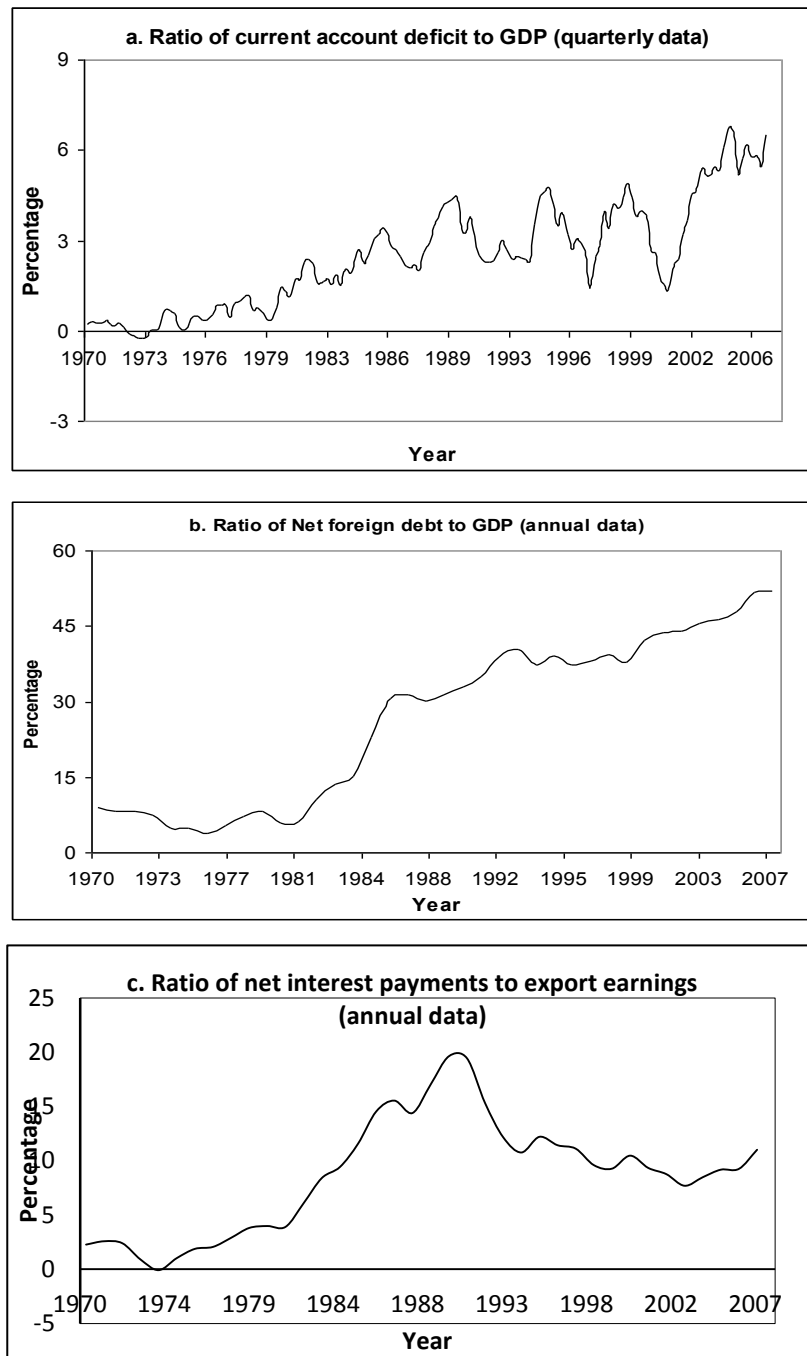 a. Ratio of current account deficit to GDP (quarterly data)
9
6
3
0
-3
Percentage
1970 1973 1976 1979 1983 1986 1989 1993 1996 1999 2002 2006
Year
b. Ratio of Net foreign debt to GDP (annual data)
60
45
30
15
0
Percentage
1970 1973 1977 1981 1984 1988 1992 1995 1999 2003 2007
Year
c. Ratio of net interest payments to export earnings
(annual data)
25
20
15
10
5
0
-5
Percentage
1970 1974 1979 1984 1988 1993 1998 2002 2007
Year